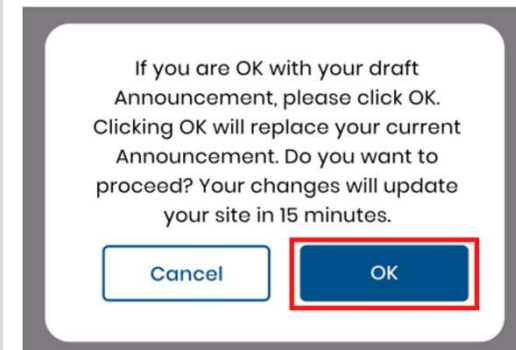 If you are OK with your draft
Announcement, please click OK.
Clicking OK will replace your current
Announcement. Do you want to
proceed? Your changes will update
your site in 15 minutes.
Cancel
OK